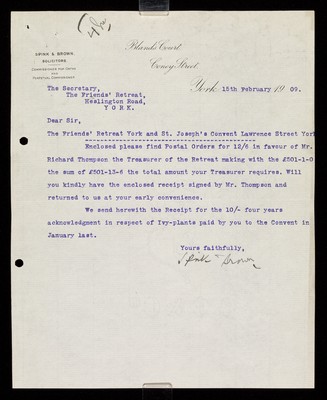 SPINK & BROWN,
SOLICITORS.
COMMISSIONERS FOR OATHS
AND
PERPETUAL COMMISSIONER.
Blands Court,
Coney Street,
York, 15th February 1909.
The Secretary,
The Friends' Retreat,
Heslington Road,
YORK.
Dear Sir,
The Friends' Retreat York and St. Joseph's Convent Lawrence Street York
Enclosed please find Postal Orders for 12/6 in favour of Mr.
Richard Thompson the Treasurer of the Retreat making with the £501-1-0
the sum of £501-13-6 the total amount your Treasurer requires. Will
you kindly have the enclosed receipt signed by Mr. Thompson and
returned to us at your early convenience.
We send herewith the Receipt for the 10/- four years
acknowledgment in respect of Ivy-plants paid by you to the Convent in
January last.
Yours faithfully,
Spink & Brown